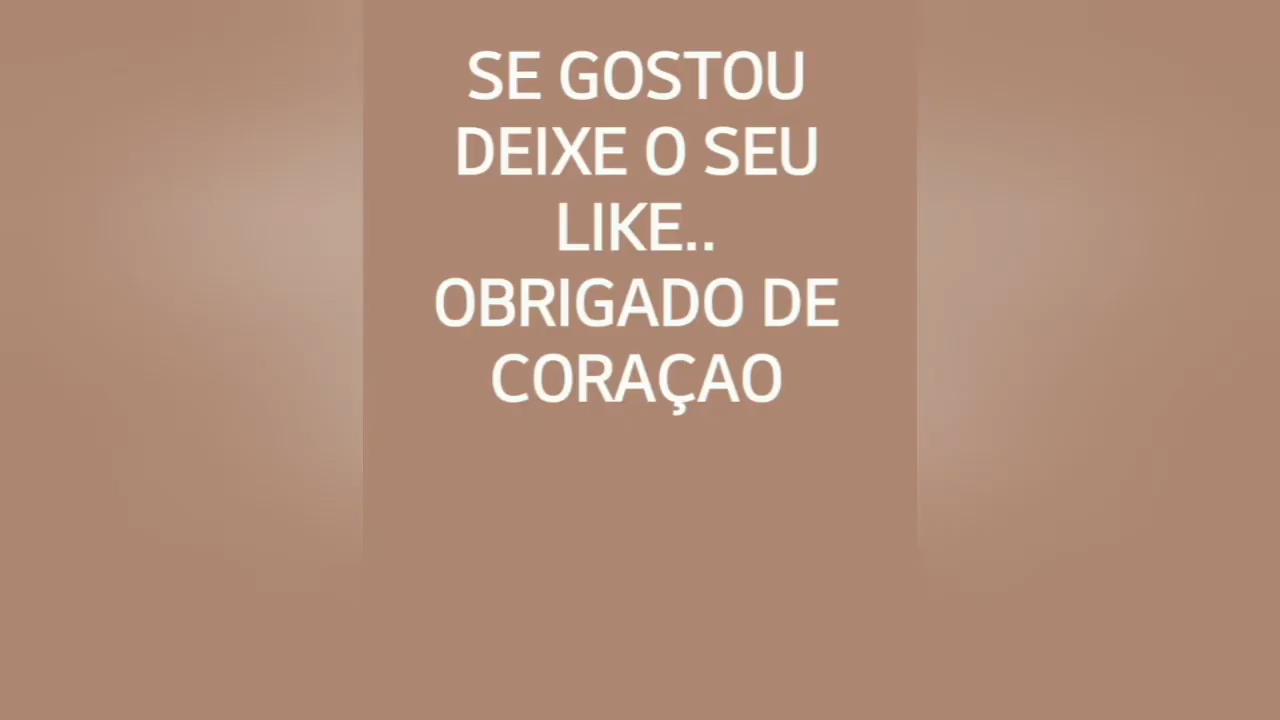 SE GOSTOU
DEIXE O SEU
LIKE..
OBRIGADO DE
CORAÇAO